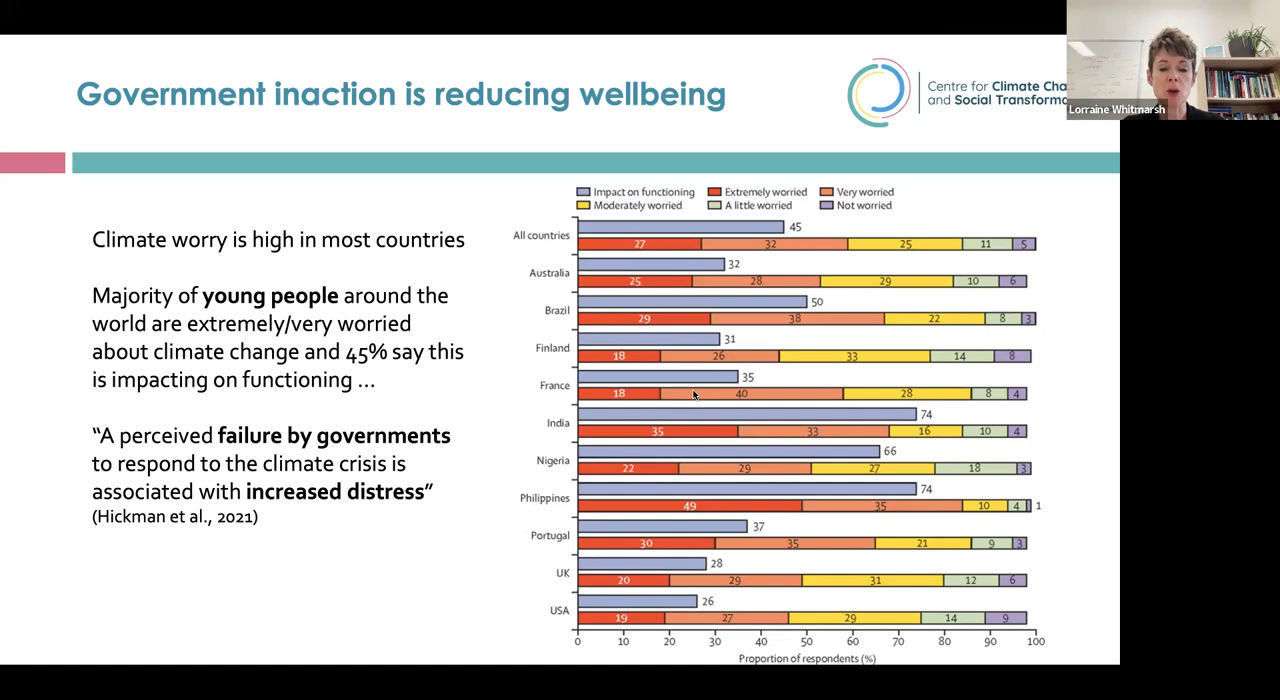 Government inaction is reducing wellbeing
Centre for Climate Cha
and Social Transforma
Lorraine Whitmarsh
Climate worry is high in most countries
Majority of young people around the
world are extremely/very worried
about climate change and 45% say this
is impacting on functioning ...
“A perceived failure by governments
to respond to the climate crisis is
associated with increased distress”
(Hickman et al., 2021)
Impact on functioning Extremely worried Very worried
Moderately worried A little worried Not worried
All countries
45
27 32 25 11 5
Australia
32
25 28 29 10 6
Brazil
50
29 38 22 8 3
Finland
31
18 26 33 14 8
France
35
18 40 28 8 4
India
74
35 33 16 10 4
Nigeria
66
22 29 27 18 3
Philippines
74
49 35 10 4 1
Portugal
37
30 35 21 9 3
UK
28
20 29 31 12 6
USA
26
19 27 29 14 9
0 10 20 30 40 50 60 70 80 90 100
Proportion of respondents (%)